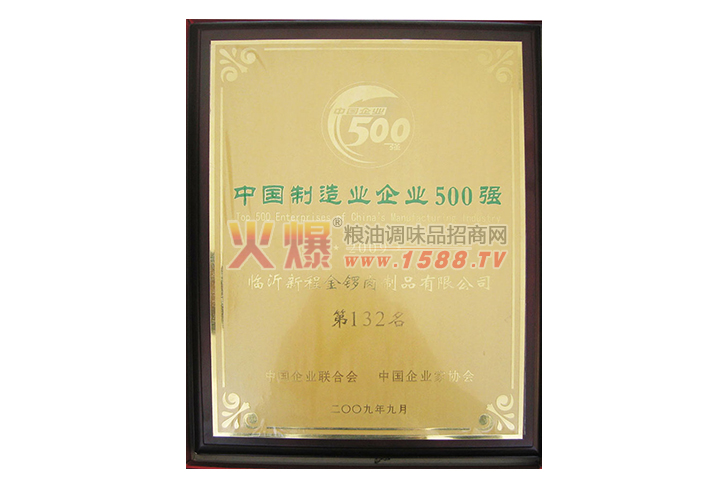 中国企业
500
强
中国制造业企业500强
Top 500 Enterprises of China's Manufacturing Industry
火爆®粮油调味品招商网
www.1588.TV
临沂新程金锣肉制品有限公司
第132名
中国企业联合会 中国企业家协会
二〇〇九年九月